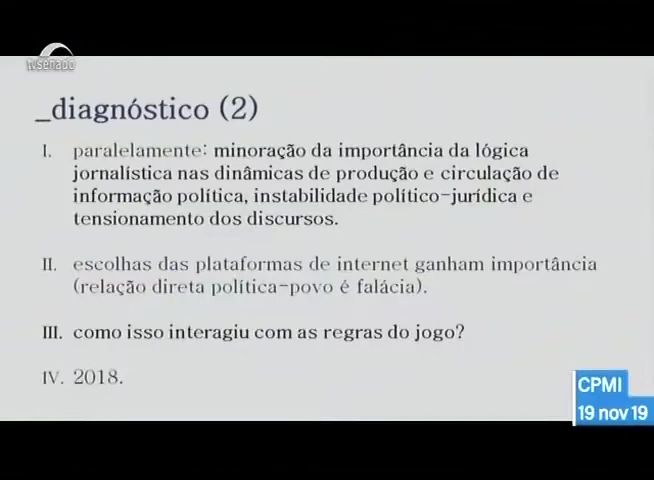 tvsenado
_diagnóstico (2)
I. paralelamente: minoração da importância da lógica
jornalística nas dinâmicas de produção e circulação de
informação política, instabilidade político-jurídica e
tensionamento dos discursos.
II. escolhas das plataformas de internet ganham importância
(relação direta política-povo é falácia).
III. como isso interagiu com as regras do jogo?
IV. 2018.
CPMI
19 nov 19